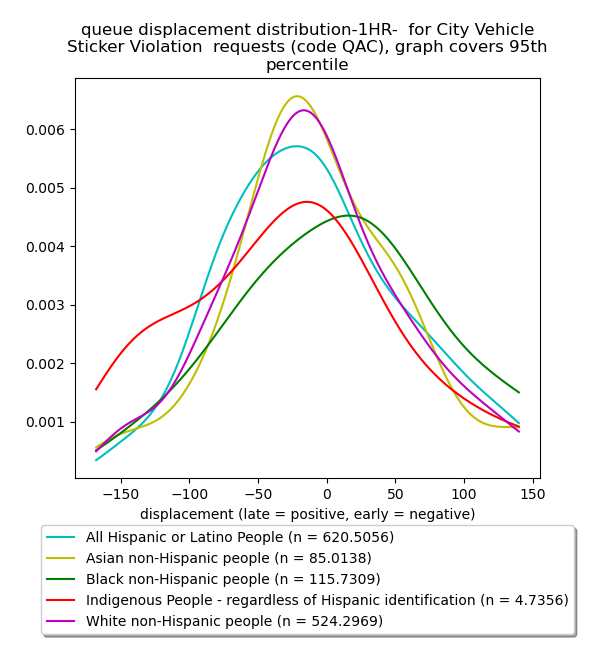 queue displacement distribution-1HR-  for City Vehicle
Sticker Violation  requests (code QAC), graph covers 95th
percentile
0.006
0.005
0.004
0.003
0.002
0.001
−150 −100 −50 0 50 100 150
displacement (late = positive, early = negative)
All Hispanic or Latino People (n = 620.5056)
Asian non-Hispanic people (n = 85.0138)
Black non-Hispanic people (n = 115.7309)
Indigenous People - regardless of Hispanic identification (n = 4.7356)
White non-Hispanic people (n = 524.2969)